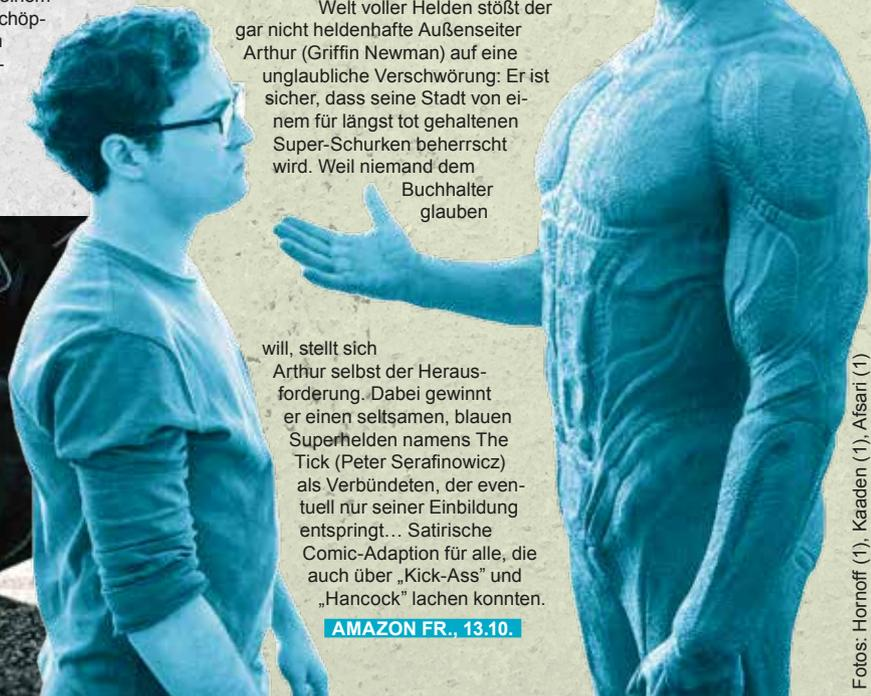 chöp-
Welt voller Helden stößt der
gar nicht heldenhafte Außenseiter
Arthur (Griffin Newman) auf eine
unglaubliche Verschwörung: Er ist
sicher, dass seine Stadt von ei-
nem für längst tot gehaltenen
Super-Schurken beherrscht
wird. Weil niemand dem
Buchhalter
glauben
will, stellt sich
Arthur selbst der Heraus-
forderung. Dabei gewinnt
er einen seltsamen, blauen
Superhelden namens The
Tick (Peter Serafinowicz)
als Verbündeten, der even-
tuell nur seiner Einbildung
entspringt… Satirische
Comic-Adaption für alle, die
auch über „Kick-Ass” und
„Hancock” lachen konnten.
AMAZON FR., 13.10.
Fotos: Hornoff (1), Kaaden (1), Afsari (1)